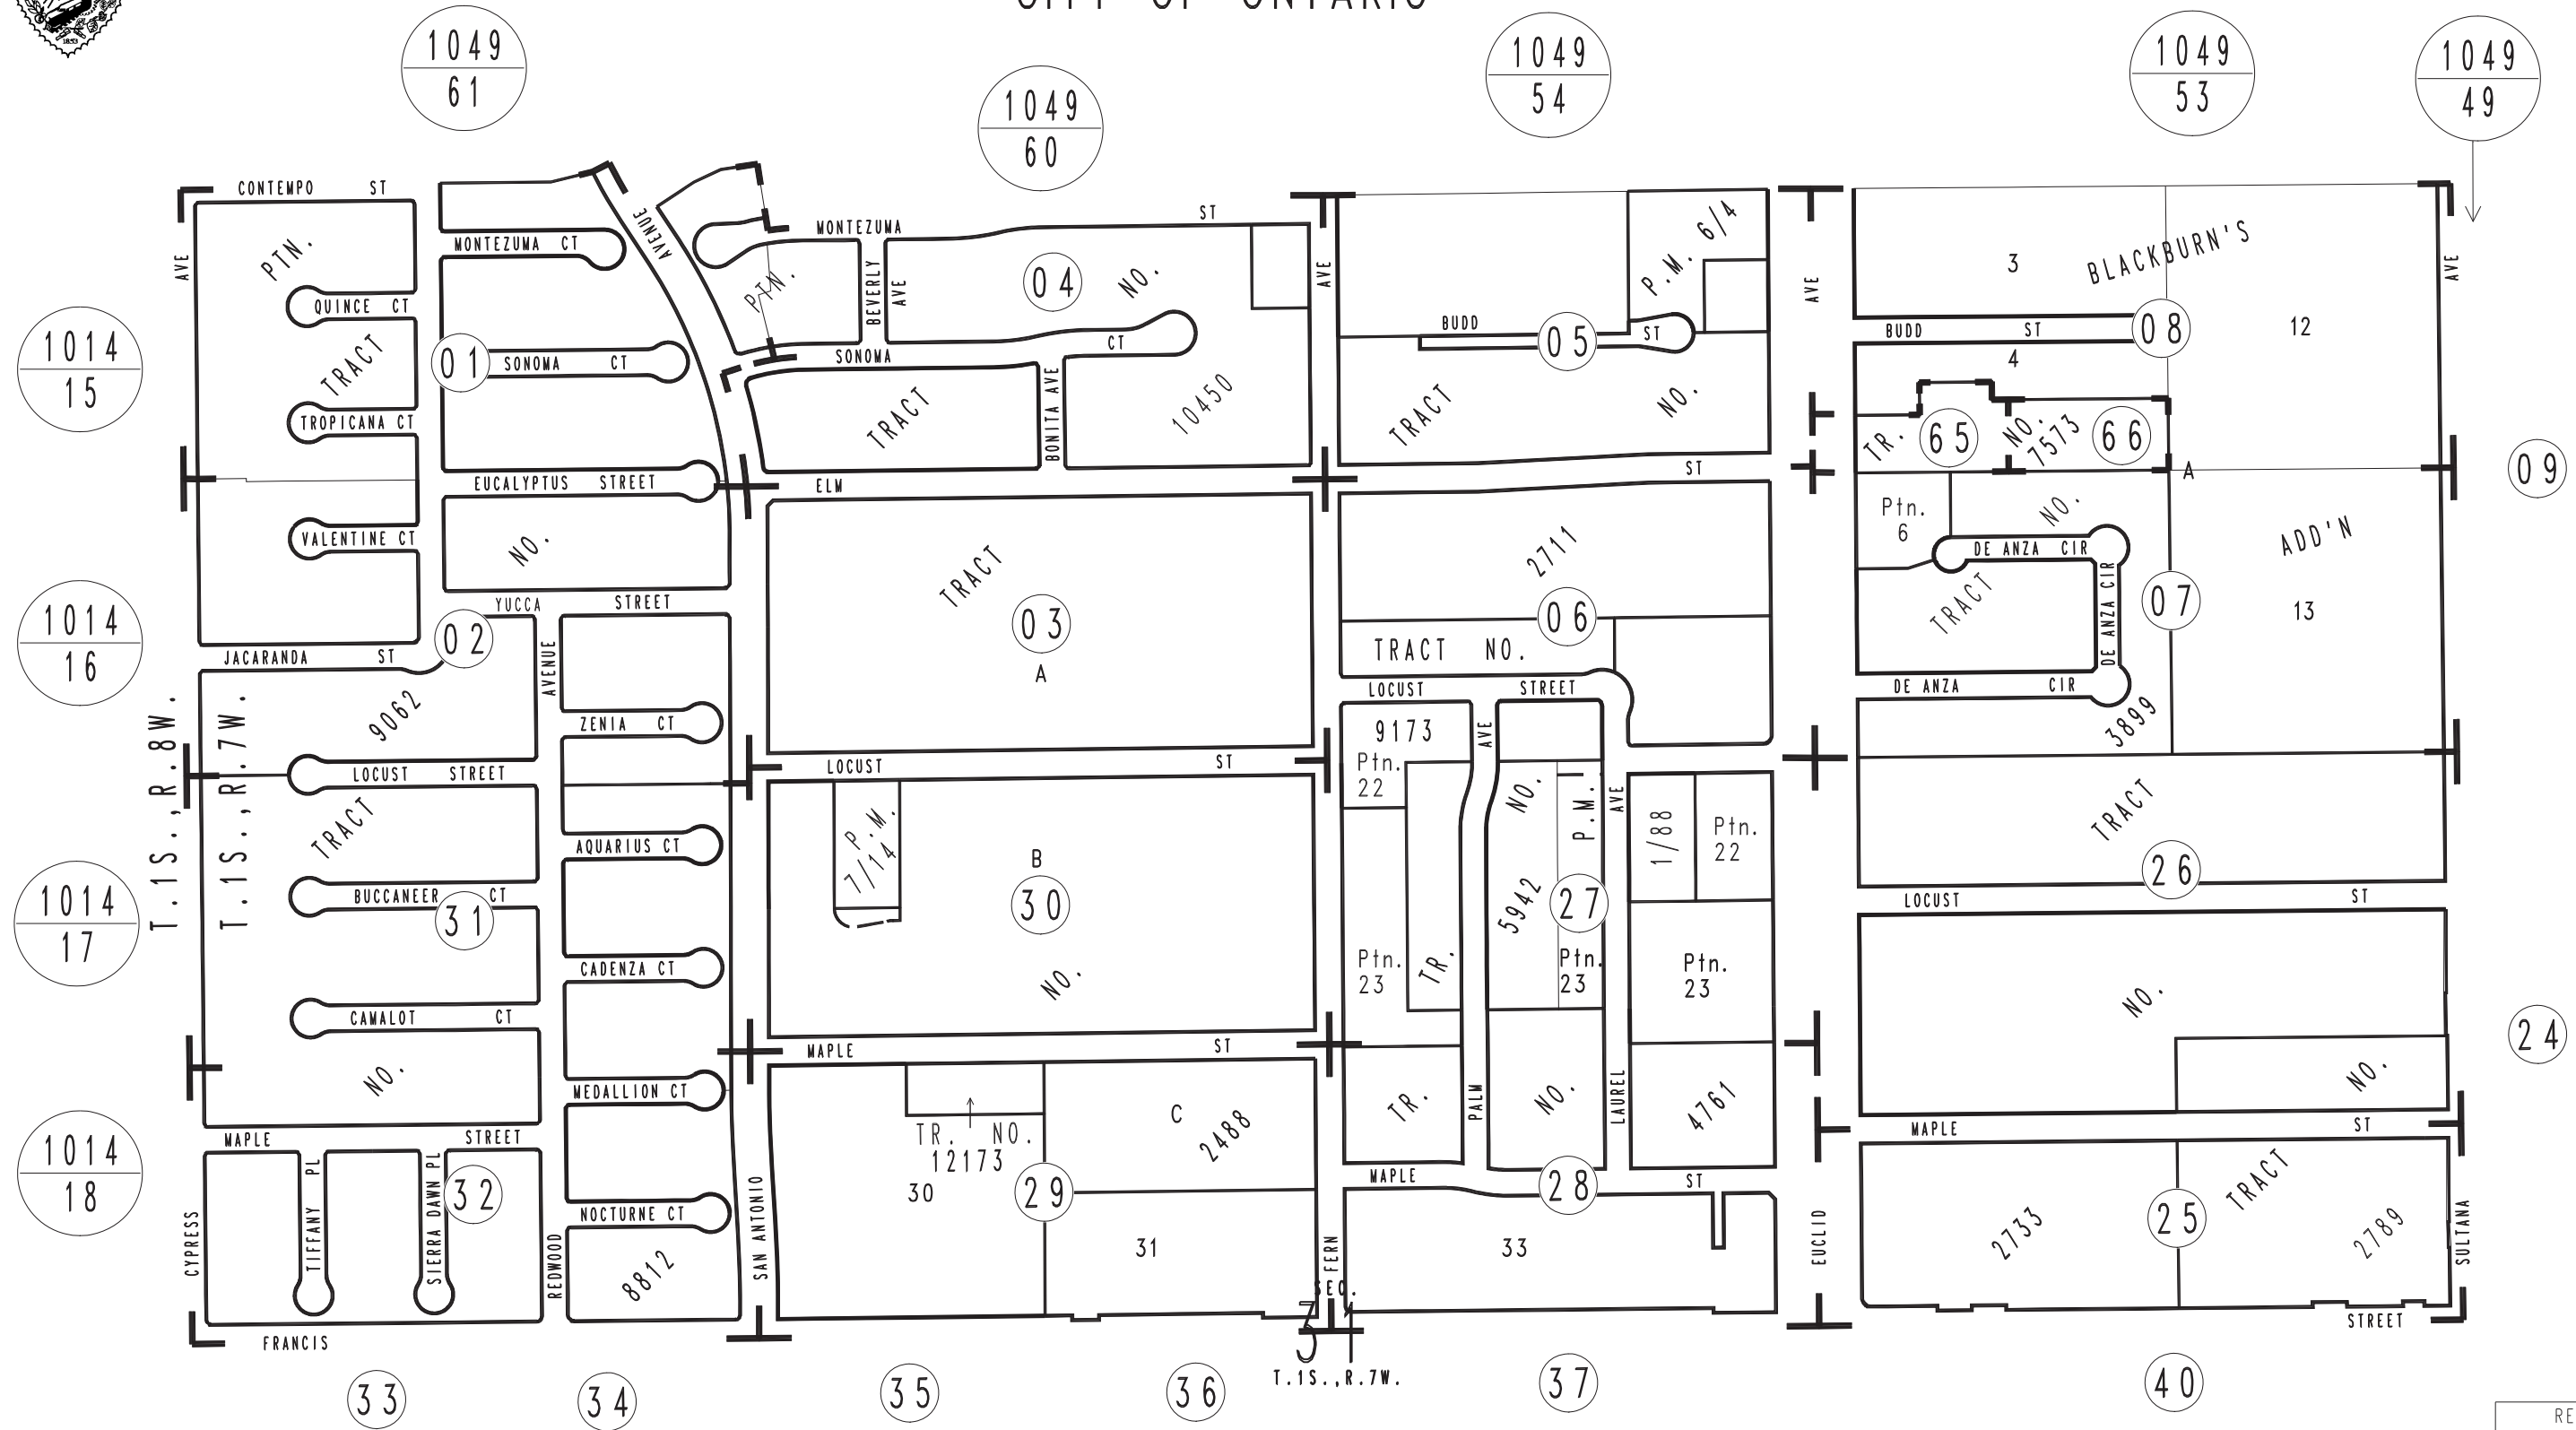 CITY OF ONTARIO
1853
1049
61
1049
60
1049
54
1049
53
1049
49
CONTEMPO ST
MONTEZUMA CT
AVENUE
MONTEZUMA ST
PTN.
AVE
QUINCE CT
TRACT
TROPICANA CT
01
SONOMA CT
EUCALYPTUS STREET
PTN.
BEVERLY AVE
04
NO.
SONOMA CT
TRACT
BONITA AVE
10450
AVE
P.M. 6/4
BUDD ST
05
TRACT
NO.
AVE
3
BLACKBURN'S
BUDD ST
08
12
AVE
4
TR.
65
NO.
7573
66
A
09
1014
15
ELM ST
VALENTINE CT
NO.
YUCCA STREET
02
JACARANDA ST
9062
AVENUE
ZENIA CT
TRACT
03
A
2711
06
TRACT NO.
LOCUST STREET
9173
Ptn.
22
AVE
Ptn.
6
NO.
DE ANZA CIR
TRACT
DE ANZA CIR
07
ADD'N
13
DE ANZA CIR
3899
1014
16
T.1S.,R.8W.
T.1S.,R.7W.
LOCUST STREET
TRACT
AQUARIUS CT
BUCCANEER CT
31
CADENZA CT
CAMALOT CT
NO.
MEDALLION CT
LOCUST ST
P.M.
7/14
B
30
NO.
NO.
P.M.
AVE
1/88
Ptn.
22
5942
27
Ptn.
23
TR.
Ptn.
23
Ptn.
23
TRACT
26
LOCUST ST
NO.
NO.
24
1014
17
MAPLE ST
TR. NO.
12173
C
2488
30
29
31
TR.
PALM
NO.
LAUREL
4761
MAPLE ST
28
33
MAPLE ST
TRACT
2733
25
2789
SULTANA
1014
18
MAPLE STREET
CYPRESS
TIFFANY PL
SIERRA DAWN PL
32
REDWOOD
NOCTURNE CT
8812
SAN ANTONIO
FERN
EUCLID
FRANCIS
STREET
SEC.
31
T.1S.,R.7W.
33
34
35
36
37
40
RE